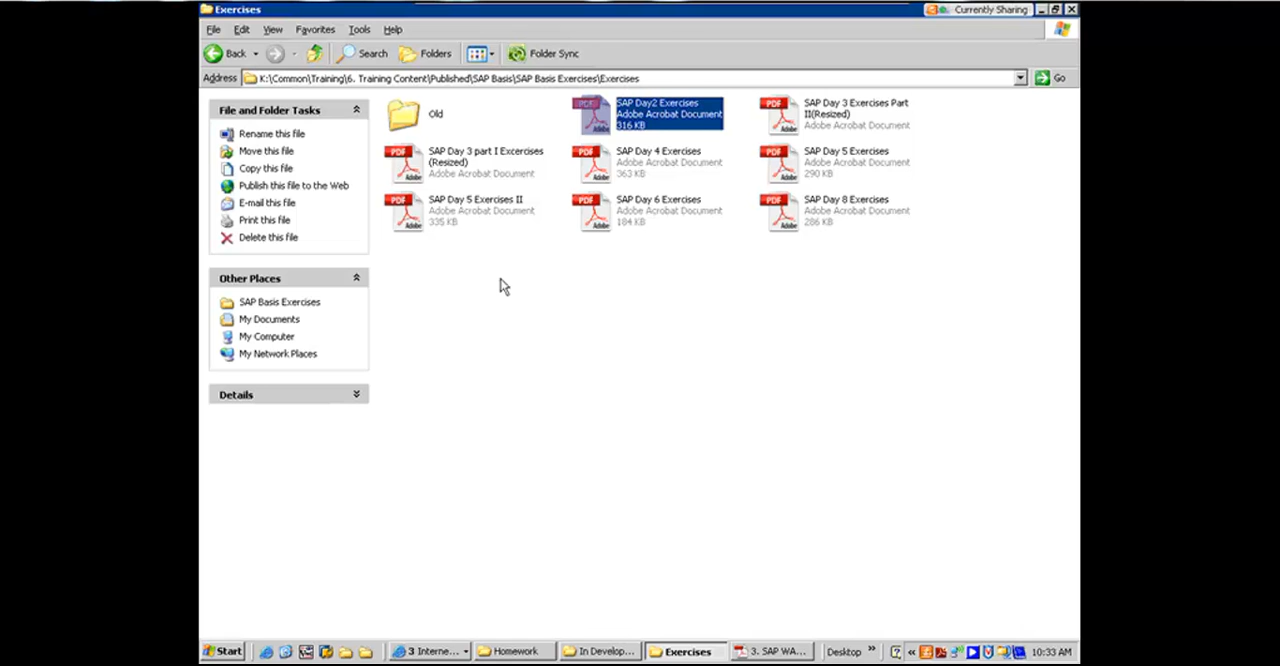 Exercises
Currently Sharing
File Edit View Favorites Tools Help
Back Search Folders Folder Sync
Address K:\Common\Training\6. Training Content\Published\SAP Basis\SAP Basis Exercises\Exercises Go
File and Folder Tasks
Rename this file
Move this file
Copy this file
Publish this file to the Web
E-mail this file
Print this file
Delete this file
Other Places
SAP Basis Exercises
My Documents
My Computer
My Network Places
Details
Old
SAP Day2 Exercises
Adobe Acrobat Document
316 KB
SAP Day 3 Exercises Part
II(Resized)
Adobe Acrobat Document
SAP Day 3 part I Excercises
(Resized)
Adobe Acrobat Document
SAP Day 4 Exercises
Adobe Acrobat Document
363 KB
SAP Day 5 Exercises
Adobe Acrobat Document
290 KB
SAP Day 5 Exercises II
Adobe Acrobat Document
335 KB
SAP Day 6 Exercises
Adobe Acrobat Document
184 KB
SAP Day 8 Exercises
Adobe Acrobat Document
286 KB
Start 3 Interne... Homework In Develop... Exercises 3. SAP WA... Desktop 10:33 AM